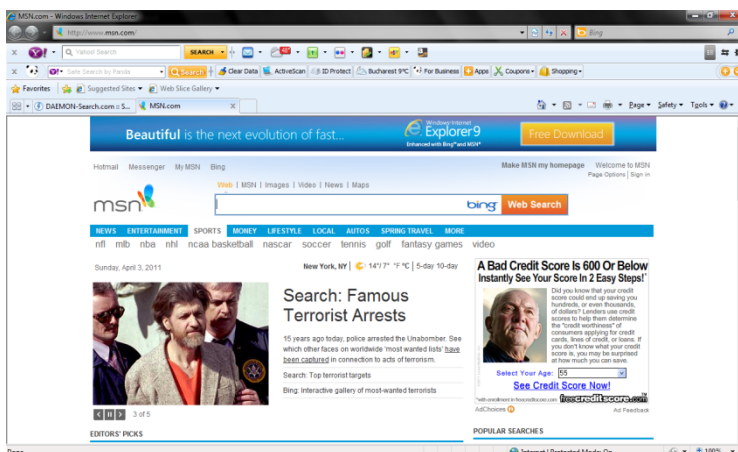 MSN.com - Windows Internet Explorer
http://www.msn.com/
Bing
Yahoo! Search
SEARCH
Safe Search by Panda
Search
Clear Data
ActiveScan
ID Protect
Bucharest 9°C
For Business
Apps
Coupons
Shopping
Favorites
Suggested Sites
Web Slice Gallery
DAEMON-Search.com :: S...
MSN.com
Page
Safety
Tools
Beautiful is the next evolution of fast...
Windows Internet
Explorer9
Enhanced with Bing™ and MSN®
Free Download
Hotmail Messenger My MSN Bing
Make MSN my homepage Welcome to MSN
Page Options | Sign in
msn
Web | MSN | Images | Video | News | Maps
bing Web Search
NEWS ENTERTAINMENT SPORTS MONEY LIFESTYLE LOCAL AUTOS SPRING TRAVEL MORE
nfl mlb nba nhl ncaa basketball nascar soccer tennis golf fantasy games video
Sunday, April 3, 2011
New York, NY | 14°/ 7° °F °C | 5-day 10-day
Search: Famous
Terrorist Arrests
15 years ago today, police arrested the Unabomber. See
which other faces on worldwide 'most wanted lists' have
been captured in connection to acts of terrorism.
Search: Top terrorist targets
Bing: Interactive gallery of most-wanted terrorists
3 of 5
EDITORS' PICKS
A Bad Credit Score Is 600 Or Below
Instantly See Your Score In 2 Easy Steps!*
Did you know that your credit
score could end up saving you
hundreds, or even thousands,
of dollars? Lenders use credit
scores to help them determine
the "credit worthiness" of
consumers applying for credit
cards, lines of credit, or loans. If
you don't know what your credit
score is, you may be surprised
at how much you can save.
Select Your Age: 55
See Credit Score Now!
*with enrollment in freecreditscore.com
freecreditscore.com
AdChoices
Ad Feedback
POPULAR SEARCHES
Done
Internet | Protected Mode: On
100%